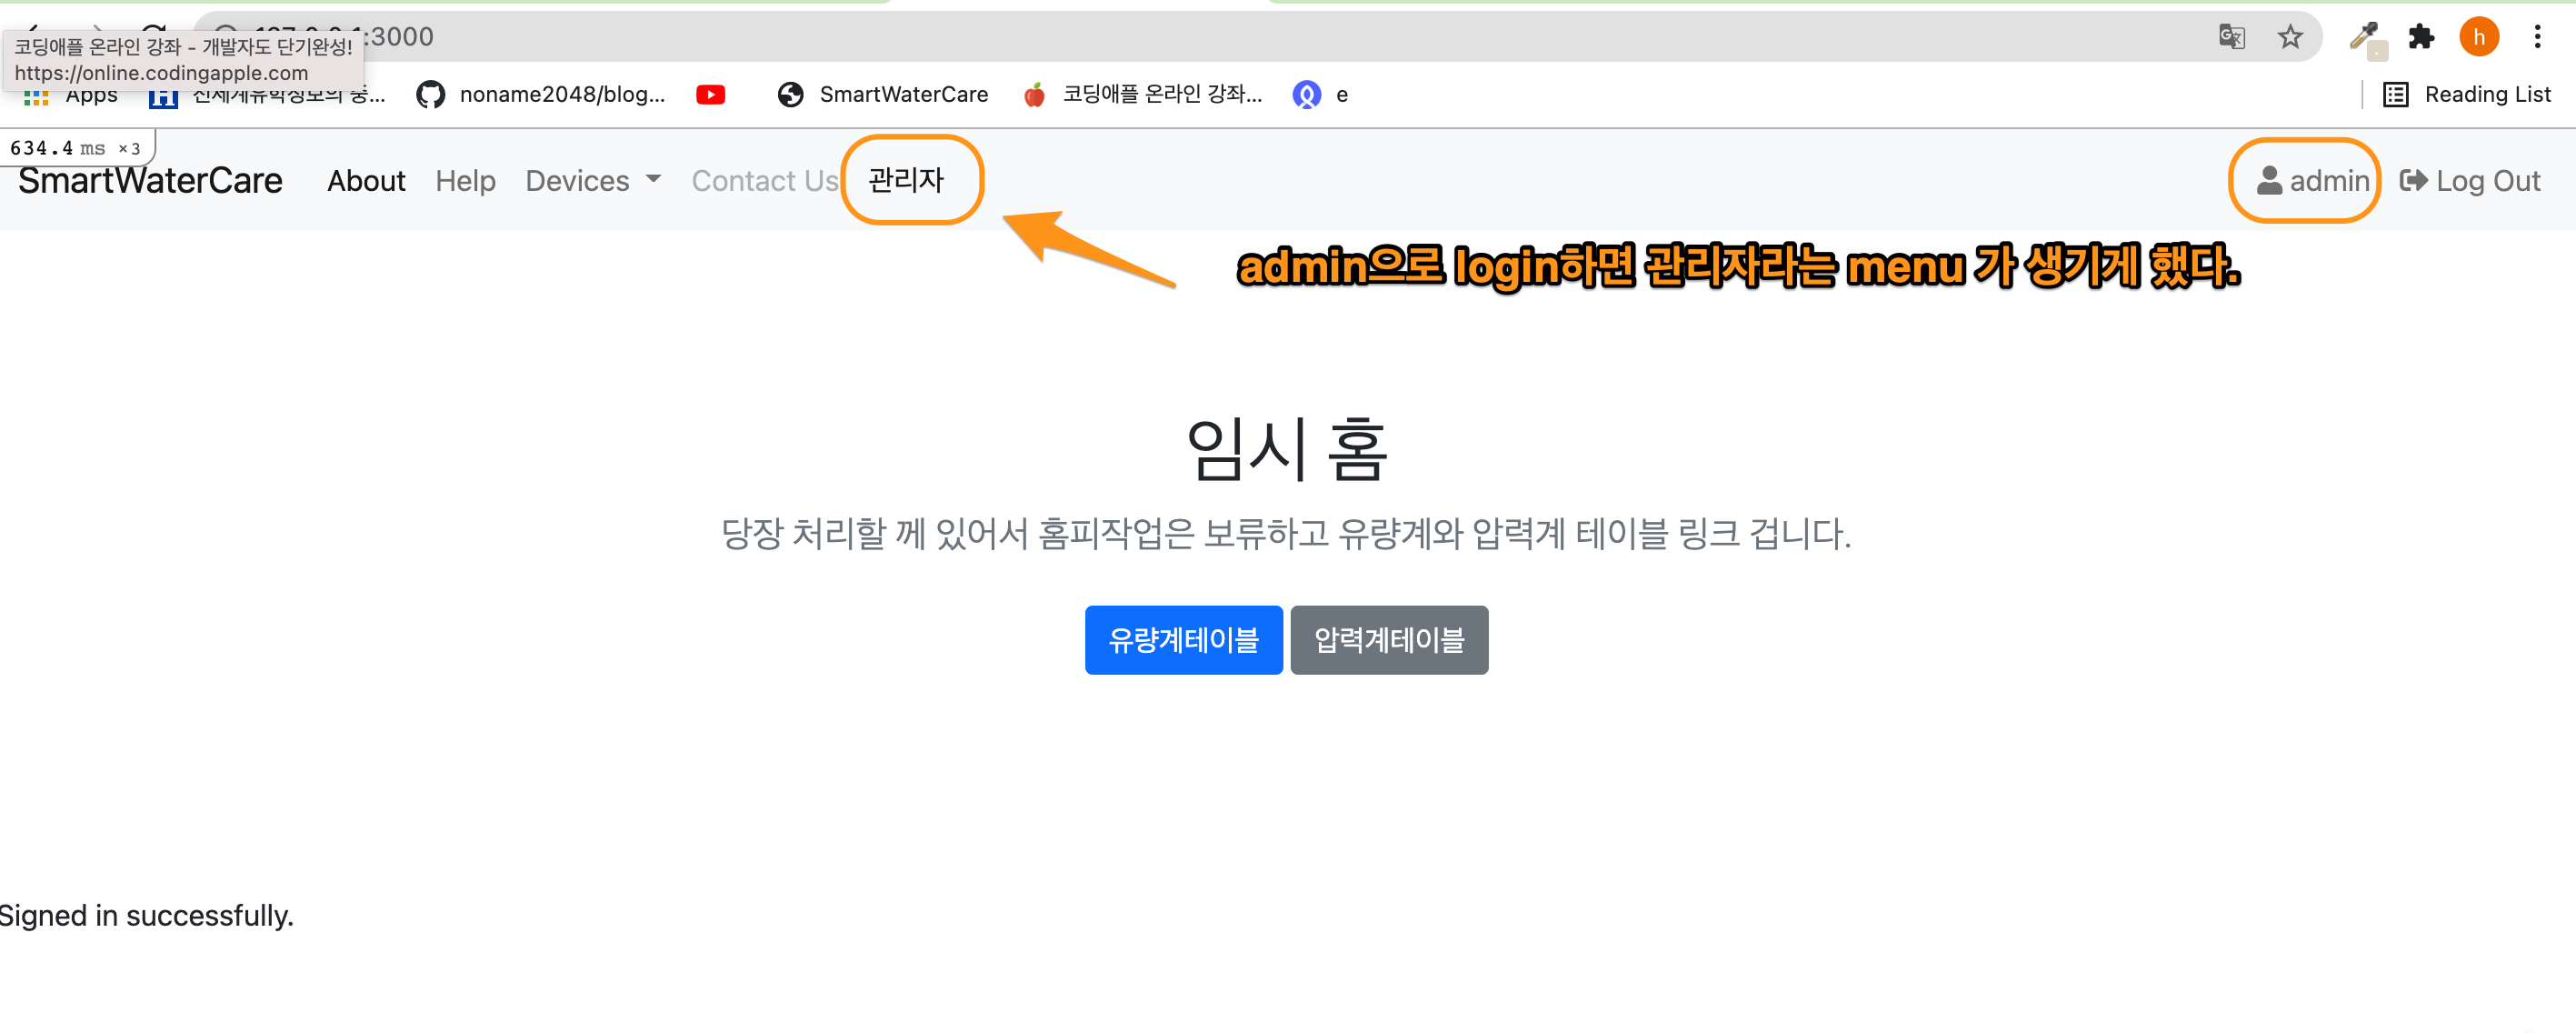 :3000
코딩애플 온라인 강좌 - 개발자도 단기완성!
https://online.codingapple.com
h
Apps
noname2048/blog...
SmartWaterCare
코딩애플 온라인 강좌...
e
Reading List
634.4 ms ×3
SmartWaterCare
About
Help
Devices
Contact Us
관리자
admin
Log Out
admin으로 login하면 관리자라는 menu 가 생기게 했다.
임시 홈
당장 처리할 께 있어서 홈피작업은 보류하고 유량계와 압력계 테이블 링크 겁니다.
유량계테이블
압력계테이블
Signed in successfully.